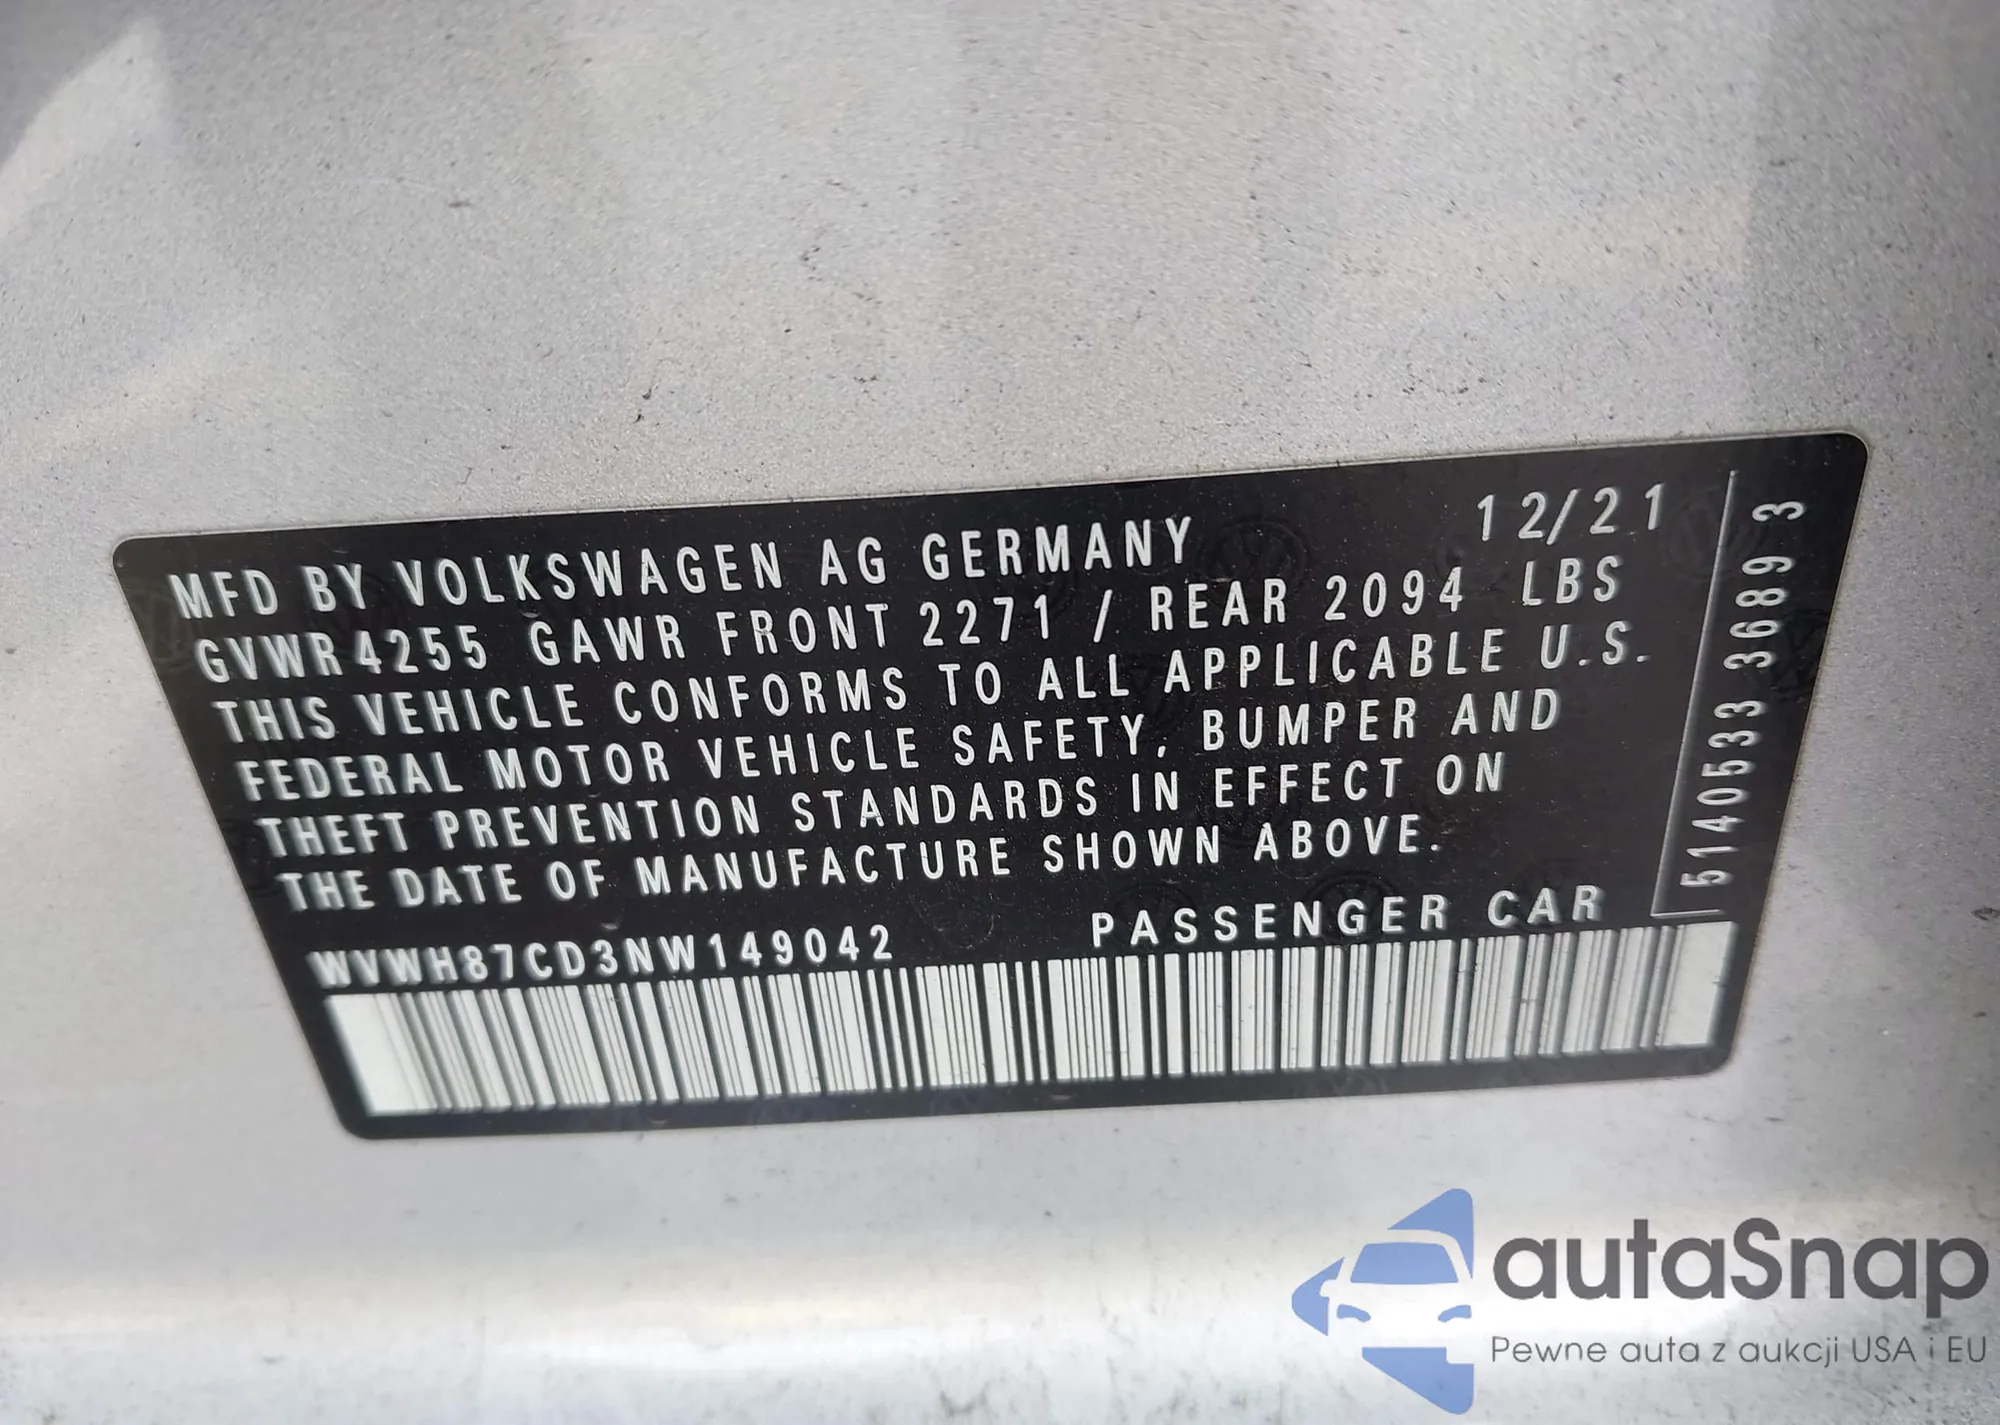 MFD BY VOLKSWAGEN AG GERMANY 12/21
GVWR 4255 GAWR FRONT 2271 / REAR 2094 LBS
THIS VEHICLE CONFORMS TO ALL APPLICABLE U.S.
FEDERAL MOTOR VEHICLE SAFETY, BUMPER AND
THEFT PREVENTION STANDARDS IN EFFECT ON
THE DATE OF MANUFACTURE SHOWN ABOVE.
WVWH87CD3NW149042 PASSENGER CAR
5140533 3689 3
autaSnap
Pewne auta z aukcji USA i EU